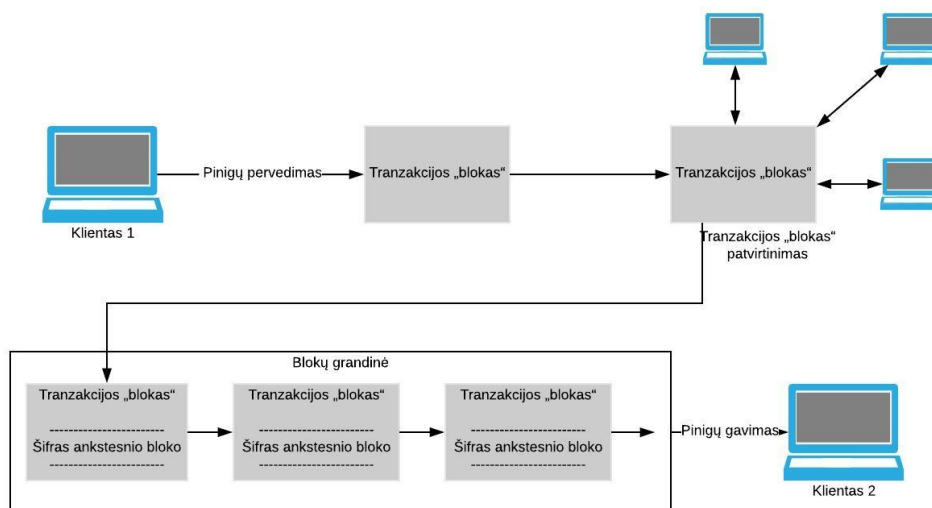 Pinigų pervedimas
Tranzakcijos „blokas“
Tranzakcijos „blokas“
Klientas 1
Tranzakcijos „blokas“
patvirtinimas
Blokų grandinė
Tranzakcijos „blokas“
-------------------------
Šifras ankstesnio bloko
-------------------------
Tranzakcijos „blokas“
-------------------------
Šifras ankstesnio bloko
-------------------------
Tranzakcijos „blokas“
-------------------------
Šifras ankstesnio bloko
-------------------------
Pinigų gavimas
Klientas 2